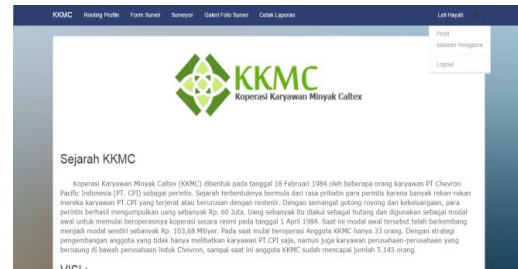 KKMC Rooting Profile Form Survei Surveyor Galeri Foto Survei Cetak Laporan Leti Hayati
Profil
Manajer Pengguna
Logout
KKMC
Koperasi Karyawan Minyak Caltex
Sejarah KKMC
Koperasi Karyawan Minyak Caltex (KKMC) dibentuk pada tanggal 18 Februari 1984 oleh beberapa orang karyawan PT Chevron
Pacific Indonesia (PT. CPI) sebagai perintis. Sejarah terbentuknya bermula dari rasa prihatin para perintis karena banyak rekan-rekan
mereka karyawan PT.CPI yang terjerat atau berurusan dengan rentenir. Dengan semangat gotong royong dan kekeluargaan, para
perintis berhasil mengumpulkan uang sebanyak Rp. 60 Juta. Uang sebanyak itu diakui sebagai hutang dan digunakan sebagai modal
awal untuk memulai beroperasinya koperasi secara resmi pada tanggal 1 April 1984. Saat ini modal awal tersebut telah berkembang
menjadi modal sendiri sebanyak Rp. 103,68 Miliyar. Pada saat mulai beroperasi Anggota KKMC hanya 33 orang. Dengan strategi
pengembangan anggota yang tidak hanya melibatkan karyawan PT.CPI saja, namun juga karyawan perusahaan-perusahaan yang
bernaung di bawah perusahaan induk Chevron, sampai saat ini anggota KKMC sudah mencapai jumlah 5.145 orang.
VISI :